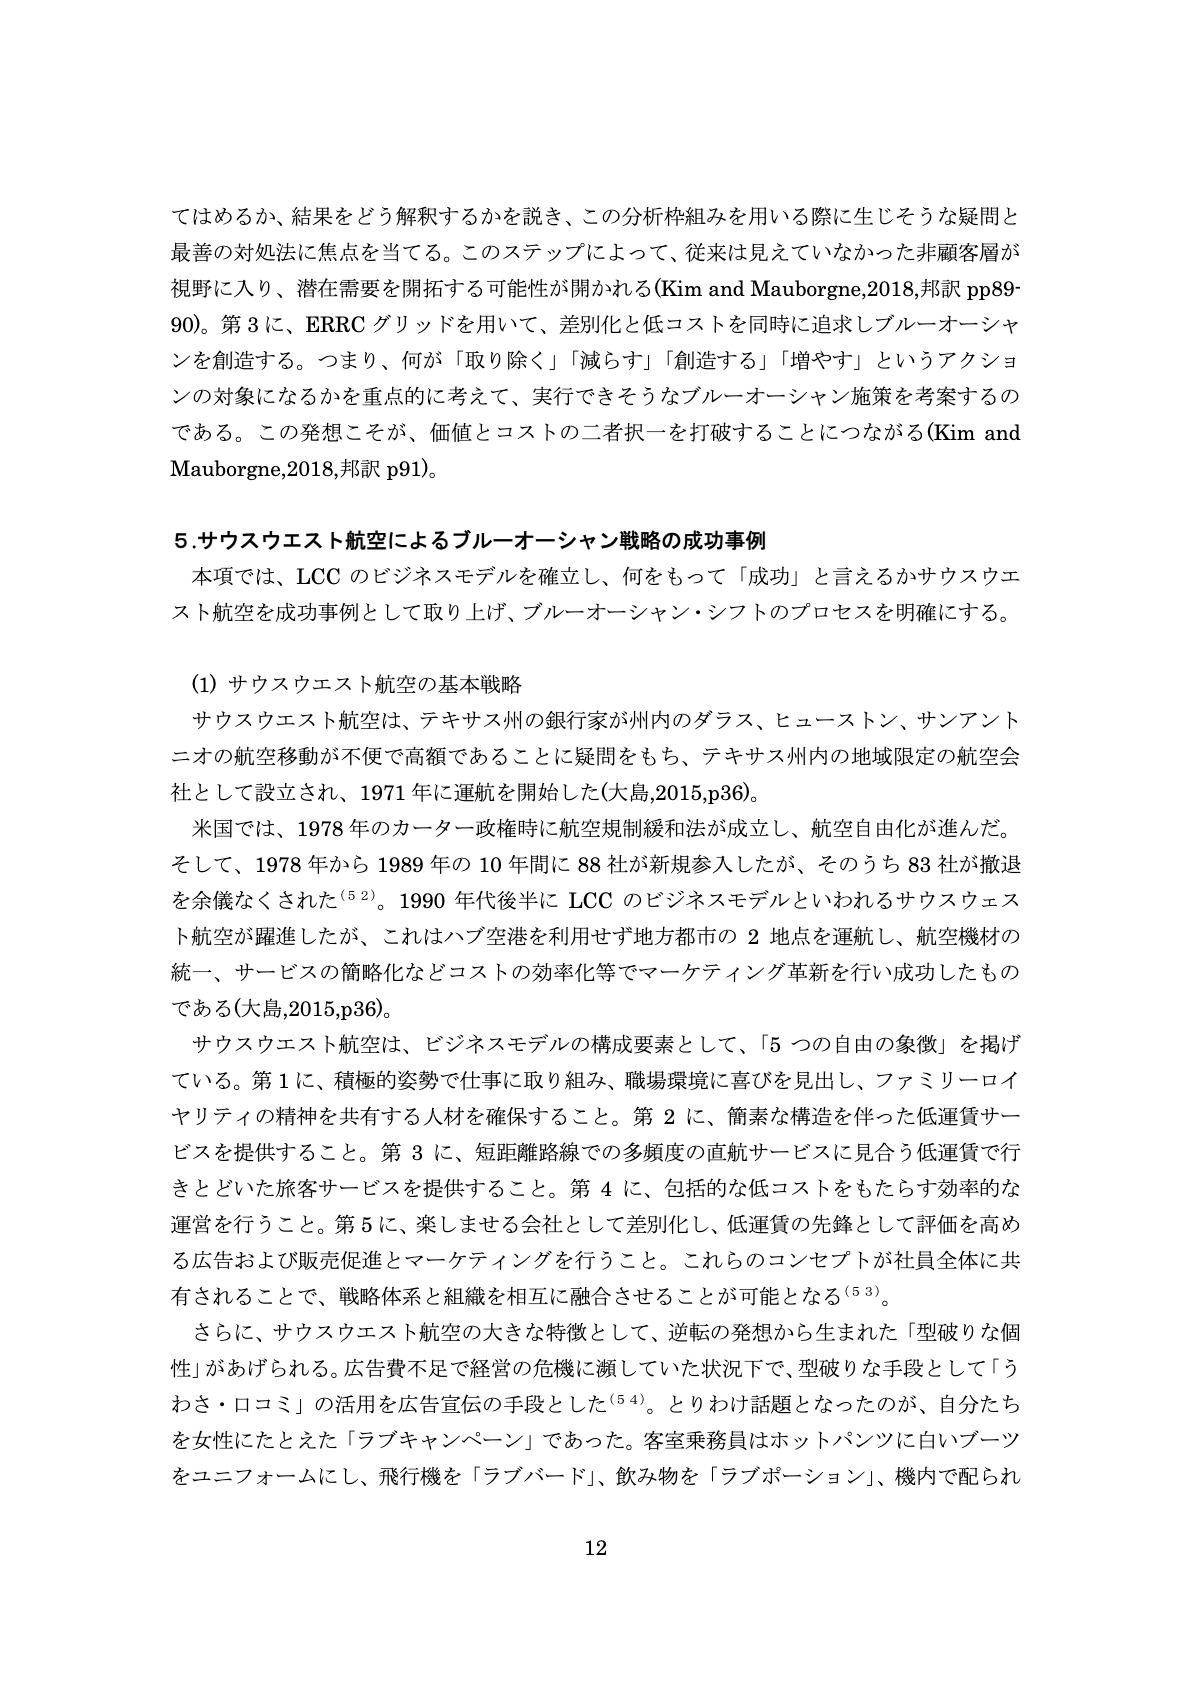 てはめるか、結果をどう解釈するかを説き、この分析枠組みを用いる際に生じそうな疑問と
最善の対処法に焦点を当てる。このステップによって、従来は見えていなかった非顧客層が
視野に入り、潜在需要を開拓する可能性が開かれる(Kim and Mauborgne,2018,邦訳 pp89-
90)。第 3 に、ERRC グリッドを用いて、差別化と低コストを同時に追求しブルーオーシャ
ンを創造する。つまり、何が「取り除く」「減らす」「創造する」「増やす」というアクショ
ンの対象になるかを重点的に考えて、実行できそうなブルーオーシャン施策を考案するの
である。この発想こそが、価値とコストの二者択一を打破することにつながる(Kim and
Mauborgne,2018,邦訳 p91)。
５.サウスウエスト航空によるブルーオーシャン戦略の成功事例
本項では、LCC のビジネスモデルを確立し、何をもって「成功」と言えるかサウスウエ
スト航空を成功事例として取り上げ、ブルーオーシャン・シフトのプロセスを明確にする。
(1) サウスウエスト航空の基本戦略
サウスウエスト航空は、テキサス州の銀行家が州内のダラス、ヒューストン、サンアント
ニオの航空移動が不便で高額であることに疑問をもち、テキサス州内の地域限定の航空会
社として設立され、1971 年に運航を開始した(大島,2015,p36)。
米国では、1978 年のカーター政権時に航空規制緩和法が成立し、航空自由化が進んだ。
そして、1978 年から 1989 年の 10 年間に 88 社が新規参入したが、そのうち 83 社が撤退
を余儀なくされた(５２)。1990 年代後半に LCC のビジネスモデルといわれるサウスウェス
ト航空が躍進したが、これはハブ空港を利用せず地方都市の 2 地点を運航し、航空機材の
統一、サービスの簡略化などコストの効率化等でマーケティング革新を行い成功したもの
である(大島,2015,p36)。
サウスウエスト航空は、ビジネスモデルの構成要素として、「5 つの自由の象徴」を掲げ
ている。第 1 に、積極的姿勢で仕事に取り組み、職場環境に喜びを見出し、ファミリーロイ
ヤリティの精神を共有する人材を確保すること。第 2 に、簡素な構造を伴った低運賃サー
ビスを提供すること。第 3 に、短距離路線での多頻度の直航サービスに見合う低運賃で行
きとどいた旅客サービスを提供すること。第 4 に、包括的な低コストをもたらす効率的な
運営を行うこと。第 5 に、楽しませる会社として差別化し、低運賃の先鋒として評価を高め
る広告および販売促進とマーケティングを行うこと。これらのコンセプトが社員全体に共
有されることで、戦略体系と組織を相互に融合させることが可能となる(５３)。
さらに、サウスウエスト航空の大きな特徴として、逆転の発想から生まれた「型破りな個
性」があげられる。広告費不足で経営の危機に瀕していた状況下で、型破りな手段として「う
わさ・口コミ」の活用を広告宣伝の手段とした(５４)。とりわけ話題となったのが、自分たち
を女性にたとえた「ラブキャンペーン」であった。客室乗務員はホットパンツに白いブーツ
をユニフォームにし、飛行機を「ラブバード」、飲み物を「ラブポーション」、機内で配られ
12